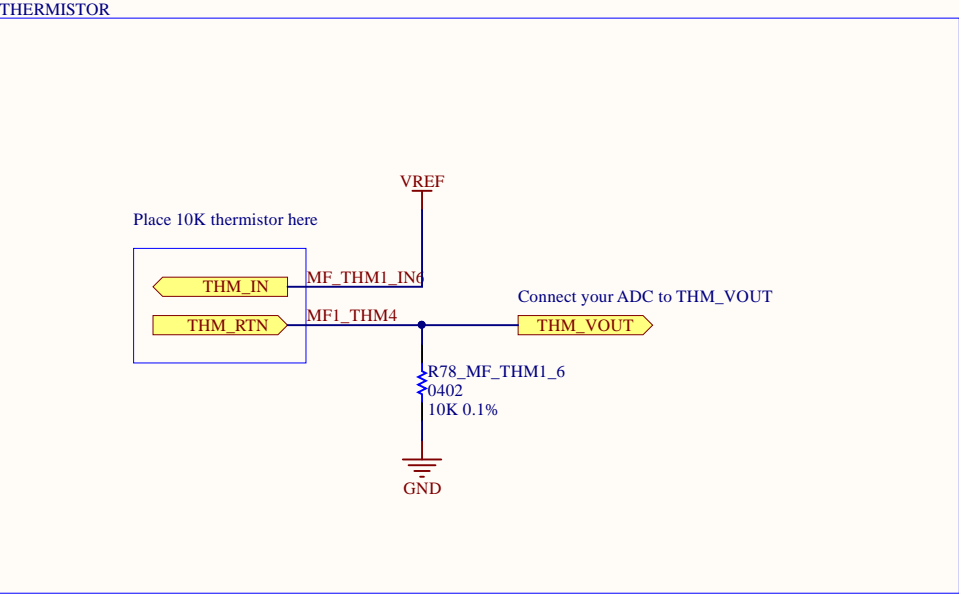 THERMISTOR
VREF
Place 10K thermistor here
THM_IN
MF_THM1_IN6
Connect your ADC to THM_VOUT
THM_RTN
MF1_THM4
THM_VOUT
R78_MF_THM1_6
0402
10K 0.1%
GND